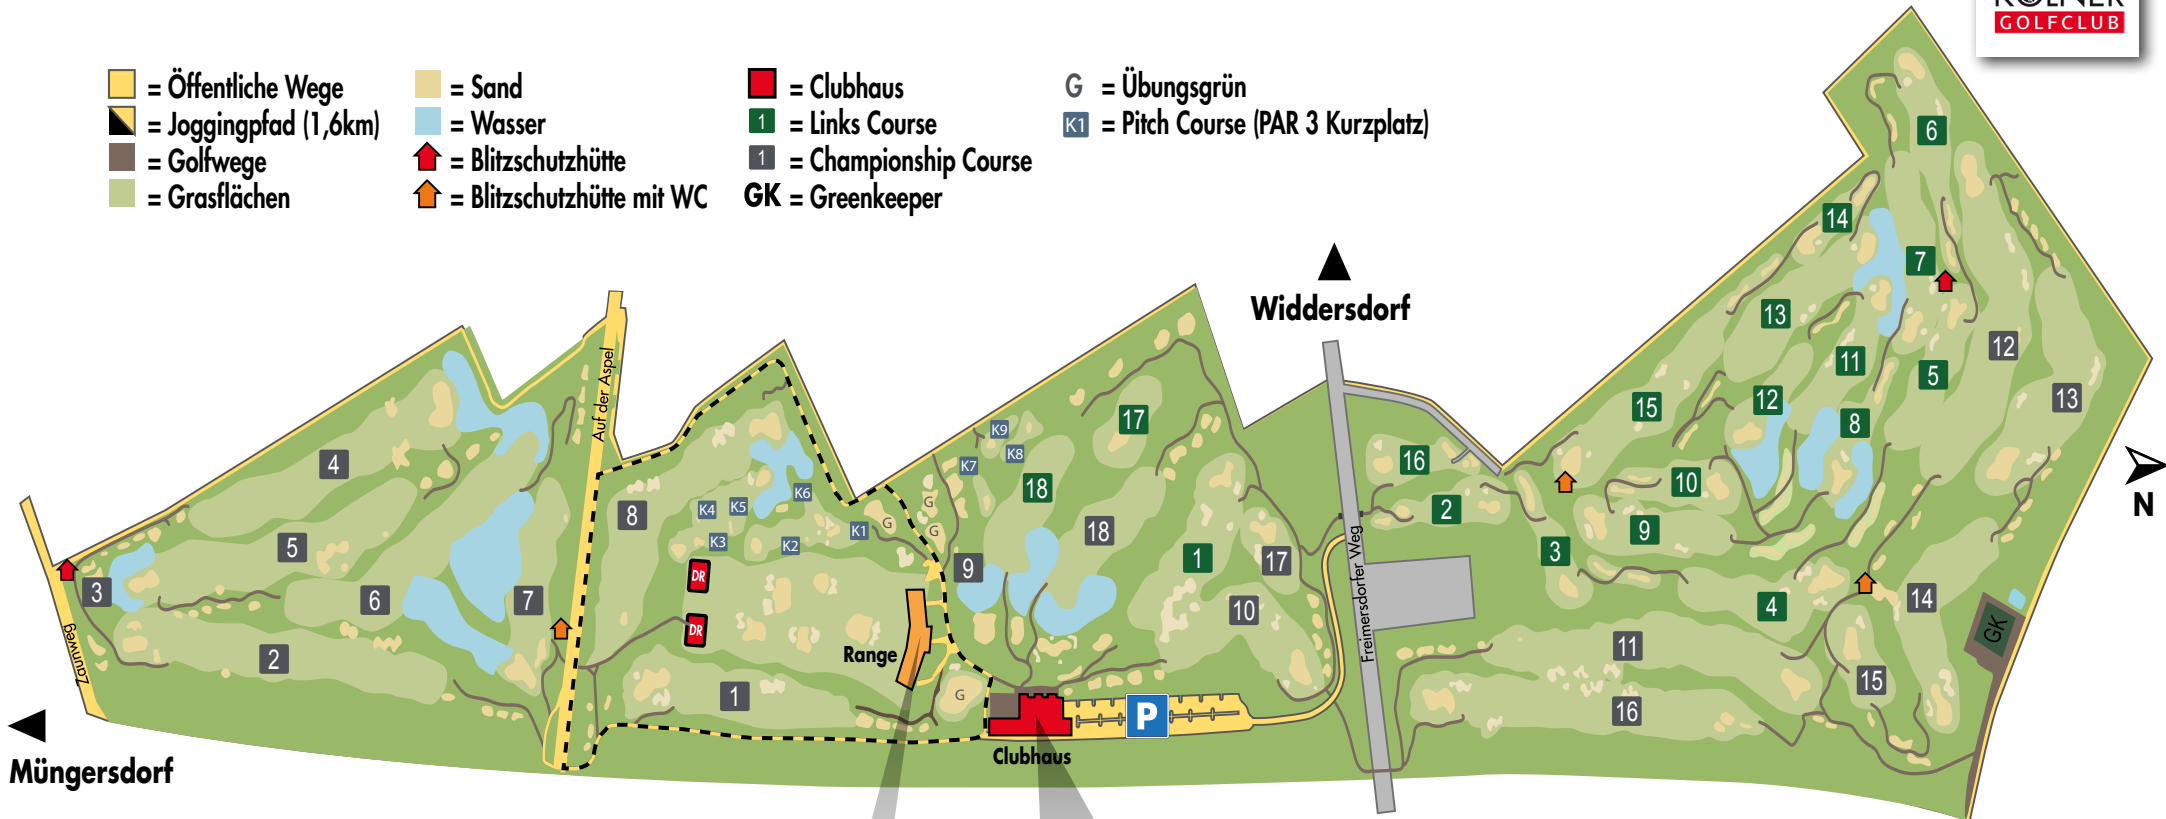 KÖLNER
GOLFCLUB
= Öffentliche Wege
= Joggingpfad (1,6km)
= Golfwege
= Grasflächen
= Sand
= Wasser
= Blitzschutzhütte
= Blitzschutzhütte mit WC
= Clubhaus
1 = Links Course
1 = Championship Course
GK = Greenkeeper
G = Übungsgrün
K1 = Pitch Course (PAR 3 Kurzplatz)
Widdersdorf
Müngersdorf
N
Zaunweg
Auf der Aspel
Freimersdorfer Weg
3
4
5
6
2
7
8
K4
K5
K6
K3
K2
K1
DR
DR
1
Range
G
G
G
G
9
K9
K8
K7
18
17
18
1
17
10
Clubhaus
P
16
2
3
15
10
9
4
11
16
14
13
12
11
8
7
6
5
12
13
14
15
GK